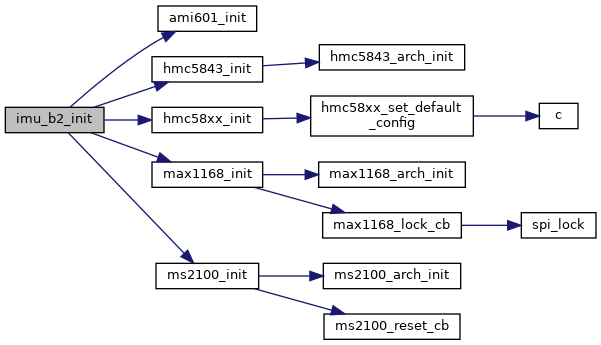 imu_b2_init
ami601_init
hmc5843_init
hmc5843_arch_init
hmc58xx_init
hmc58xx_set_default
_config
c
max1168_init
max1168_arch_init
max1168_lock_cb
spi_lock
ms2100_init
ms2100_arch_init
ms2100_reset_cb